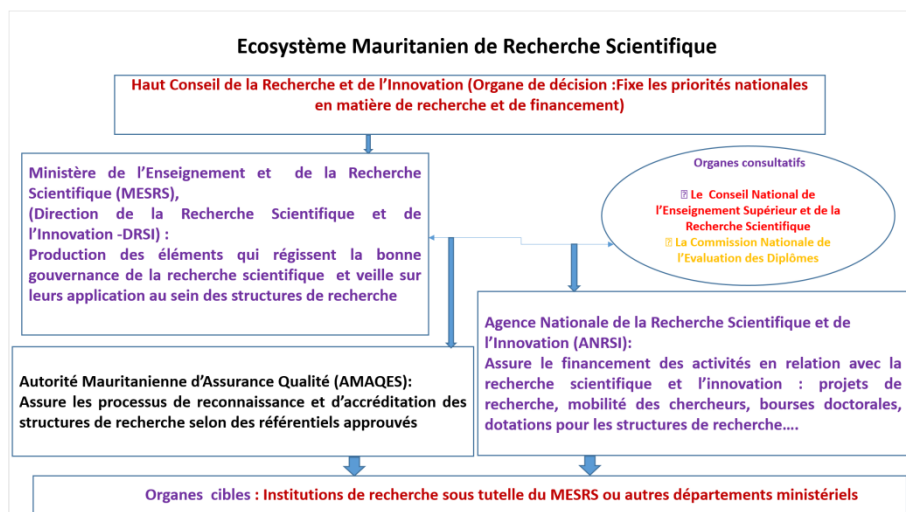 Ecosystème Mauritanien de Recherche Scientifique
Haut Conseil de la Recherche et de l'Innovation (Organe de décision :Fixe les priorités nationales
en matière de recherche et de financement)
Ministère de l'Enseignement et de la Recherche
Scientifique (MESRS),
(Direction de la Recherche Scientifique et de
l'Innovation -DRSI) :
Production des éléments qui régissent la bonne
gouvernance de la recherche scientifique et veille sur
leurs application au sein des structures de recherche
Organes consultatifs
Le Conseil National de
l'Enseignement Supérieur et de la
Recherche Scientifique
La Commission Nationale de
l'Evaluation des Diplômes
Autorité Mauritanienne d'Assurance Qualité (AMAQES):
Assure les processus de reconnaissance et d'accréditation des
structures de recherche selon des référentiels approuvés
Agence Nationale de la Recherche Scientifique et de
l'Innovation (ANRSI):
Assure le financement des activités en relation avec la
recherche scientifique et l'innovation : projets de
recherche, mobilité des chercheurs, bourses doctorales,
dotations pour les structures de recherche….
Organes cibles : Institutions de recherche sous tutelle du MESRS ou autres départements ministériels